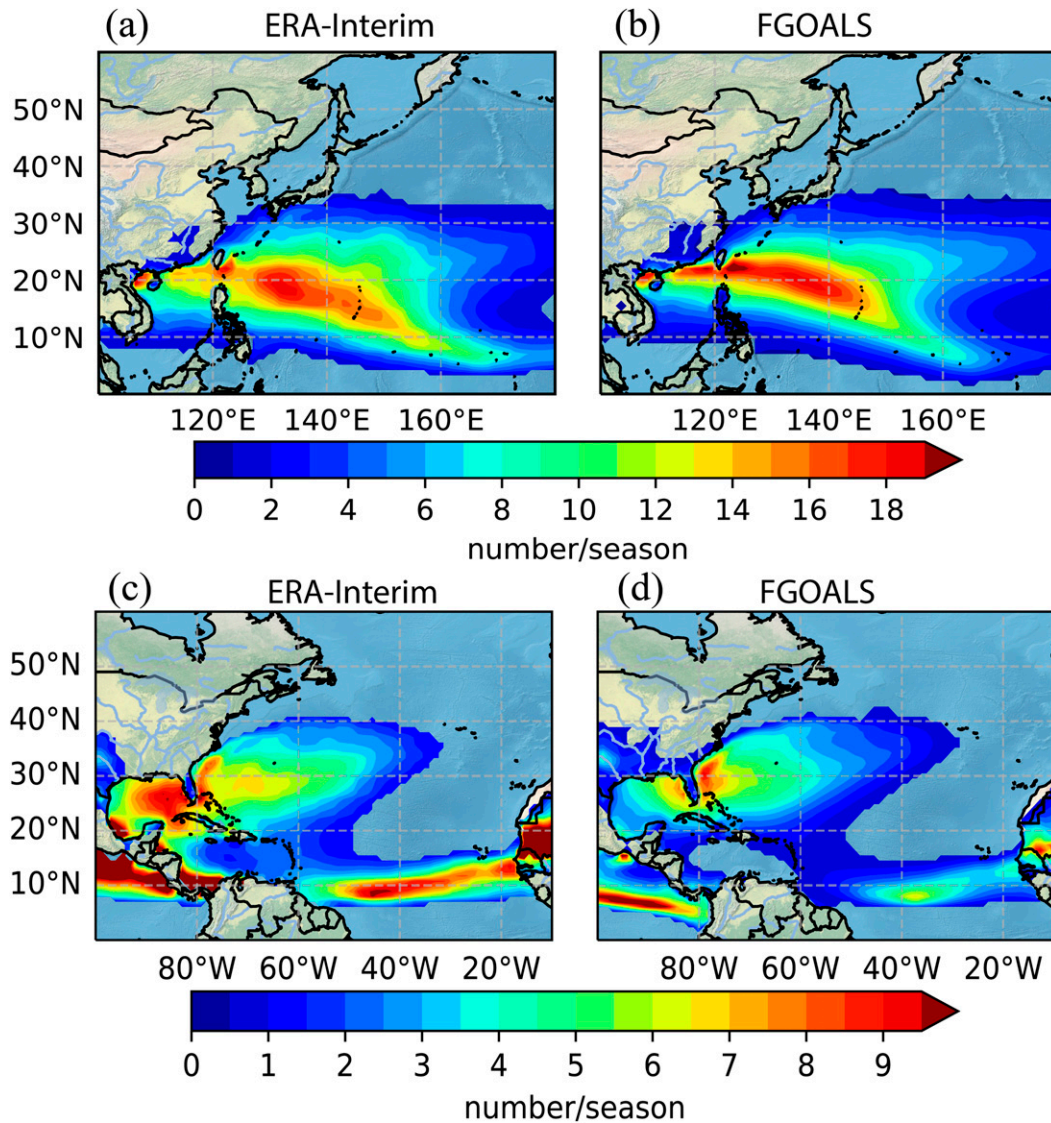 (a) ERA-Interim (b) FGOALS
50°N
40°N
30°N
20°N
10°N
120°E 140°E 160°E 120°E 140°E 160°E
0 2 4 6 8 10 12 14 16 18
number/season
(c) ERA-Interim (d) FGOALS
50°N
40°N
30°N
20°N
10°N
80°W 60°W 40°W 20°W 80°W 60°W 40°W 20°W
0 1 2 3 4 5 6 7 8 9
number/season